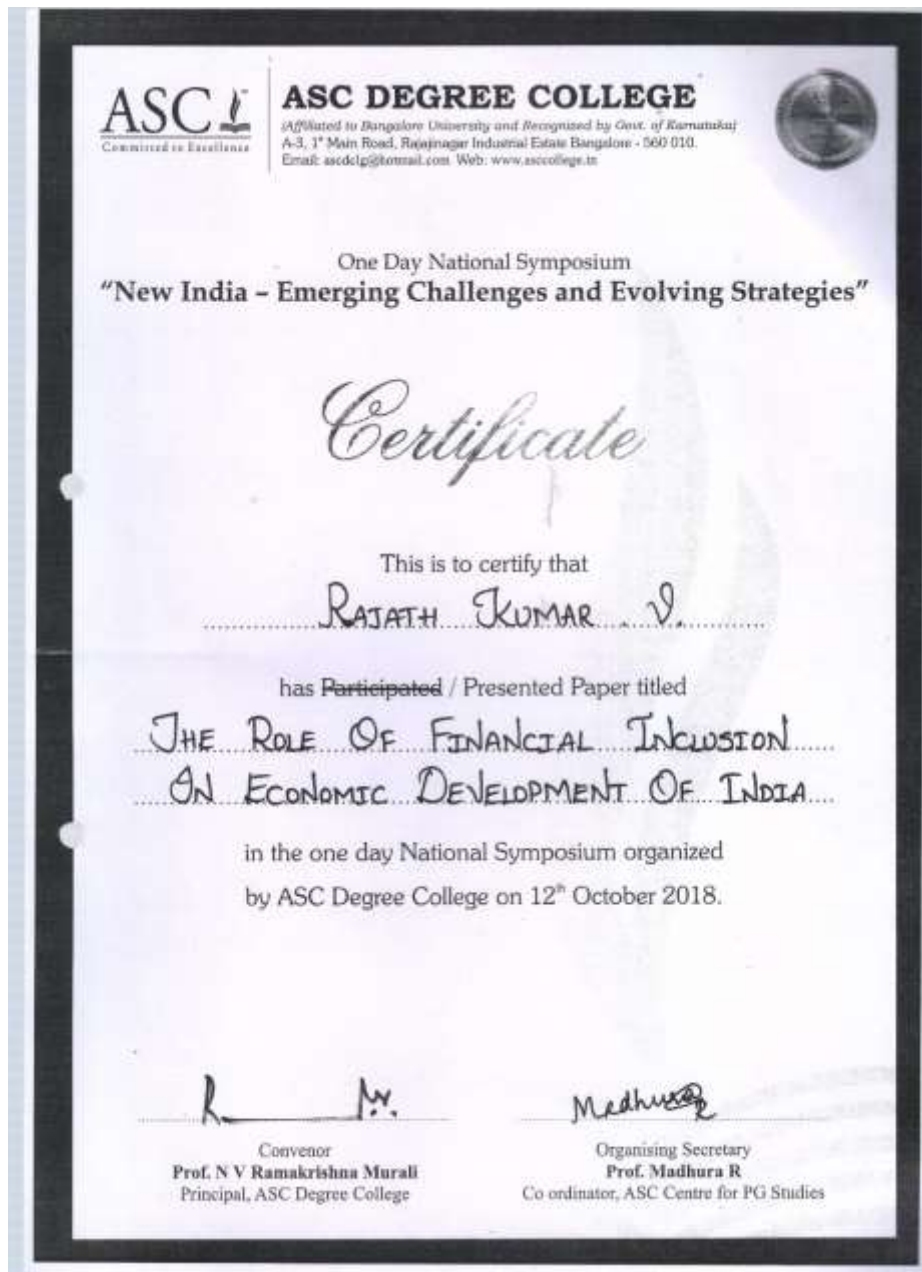 ASC
Committed to Excellence
ASC DEGREE COLLEGE
(Affiliated to Bangalore University and Recognized by Govt. of Karnataka)
A-3, 1st Main Road, Rajajinagar Industrial Estate Bangalore - 560 010.
Email: ascdclg@hotmail.com Web: www.asccollege.in
One Day National Symposium
"New India – Emerging Challenges and Evolving Strategies"
Certificate
This is to certify that
RAJATH KUMAR . V.
has Participated / Presented Paper titled
THE ROLE OF FINANCIAL INCLUSION
ON ECONOMIC DEVELOPMENT OF INDIA
in the one day National Symposium organized
by ASC Degree College on 12th October 2018.
Madhura R
Convenor
Prof. N V Ramakrishna Murali
Principal, ASC Degree College
Organising Secretary
Prof. Madhura R
Co ordinator, ASC Centre for PG Studies